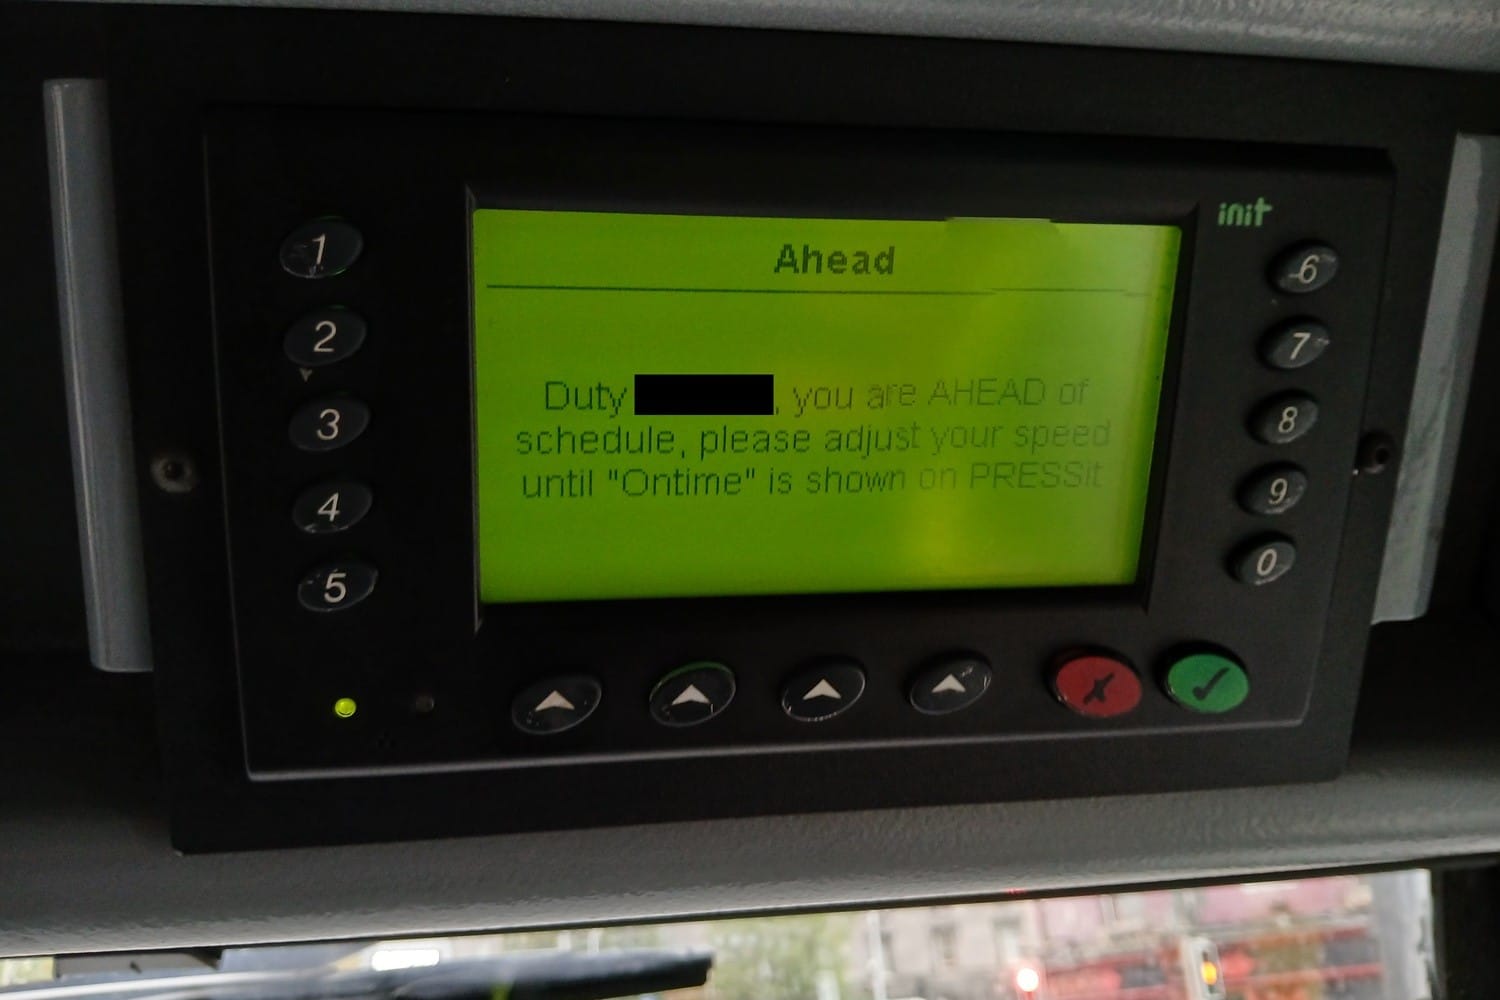 init
Ahead
Duty , you are AHEAD of
schedule, please adjust your speed
until "Ontime" is shown on PRESSit
1
2
3
4
5
6
7
8
9
0